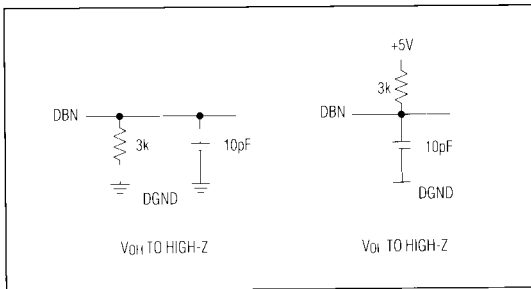 DBN
3k
10pF
DGND
VOH TO HIGH-Z
+5V
3k
DBN
10pF
DGND
VOL TO HIGH-Z